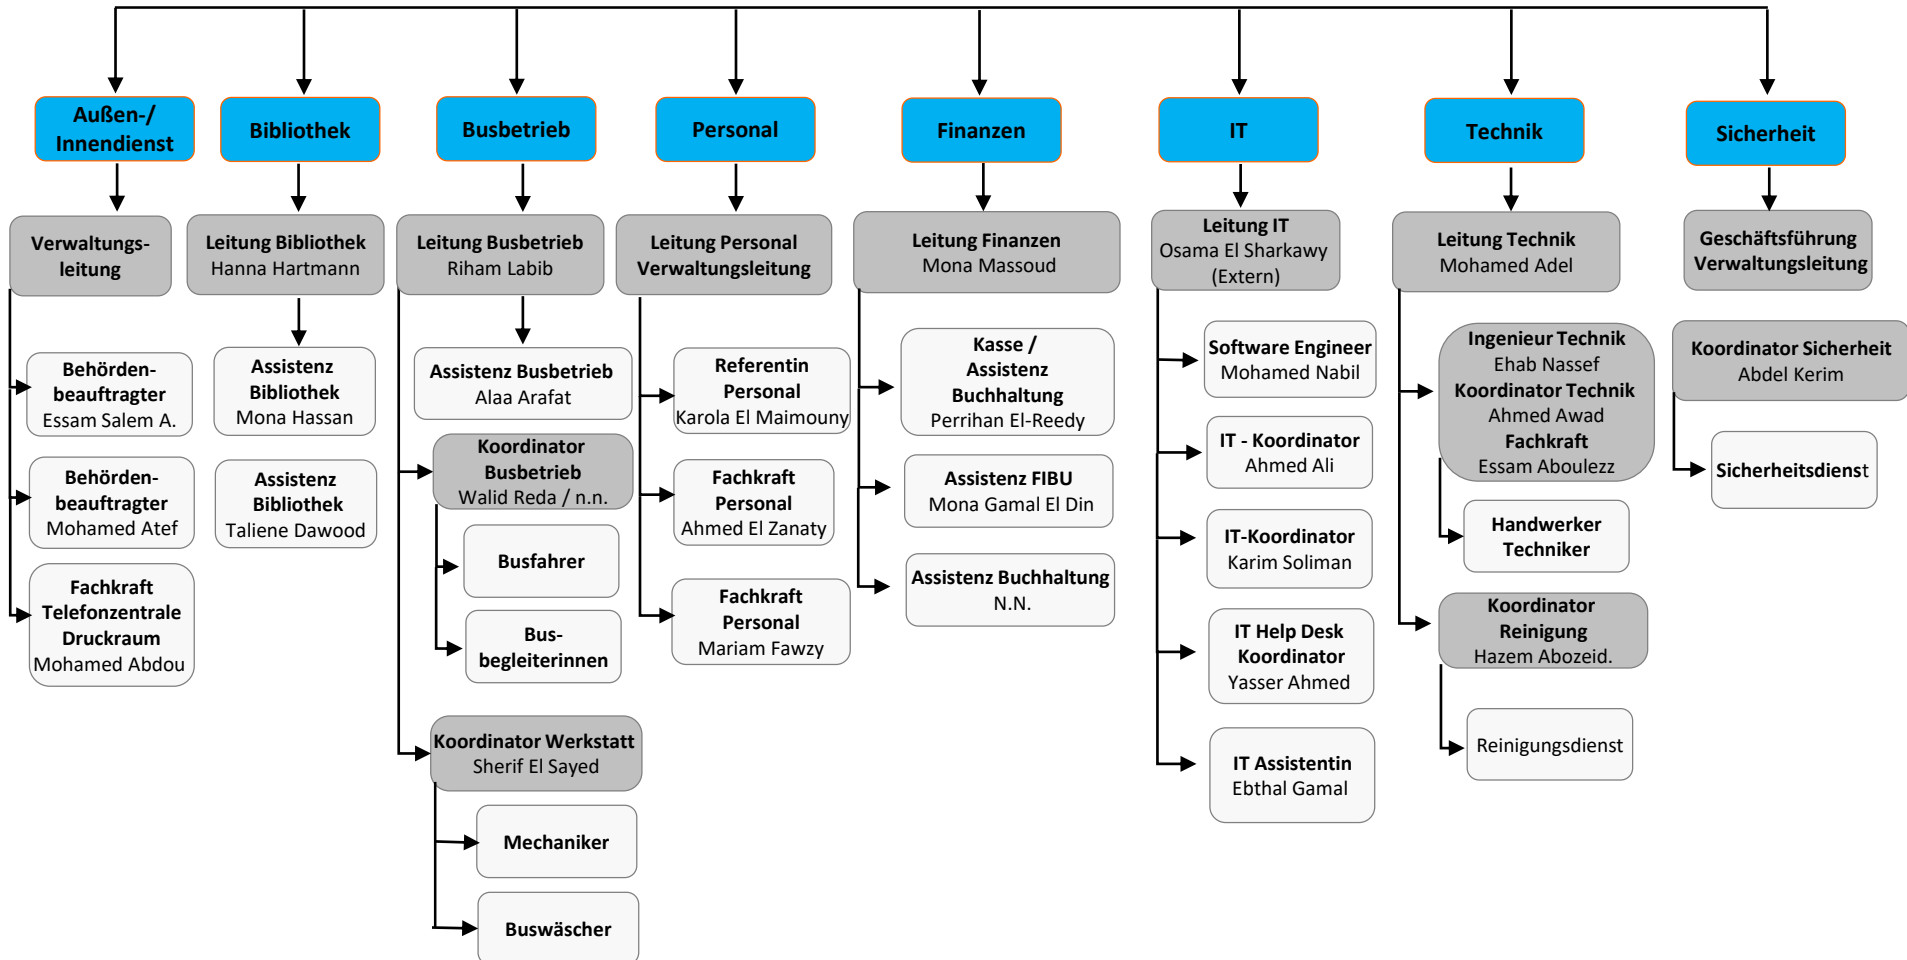 Außen-/
Innendienst
Bibliothek
Busbetrieb
Personal
Finanzen
IT
Technik
Sicherheit
Verwaltungs-
leitung
Behörden-
beauftragter
Essam Salem A.
Behörden-
beauftragter
Mohamed Atef
Fachkraft
Telefonzentrale
Druckraum
Mohamed Abdou
Leitung Bibliothek
Hanna Hartmann
Assistenz
Bibliothek
Mona Hassan
Assistenz
Bibliothek
Taliene Dawood
Leitung Busbetrieb
Riham Labib
Assistenz Busbetrieb
Alaa Arafat
Koordinator
Busbetrieb
Walid Reda / n.n.
Busfahrer
Bus-
begleiterinnen
Koordinator Werkstatt
Sherif El Sayed
Mechaniker
Buswäscher
Leitung Personal
Verwaltungsleitung
Referentin
Personal
Karola El Maimouny
Fachkraft
Personal
Ahmed El Zanaty
Fachkraft
Personal
Mariam Fawzy
Leitung Finanzen
Mona Massoud
Kasse /
Assistenz
Buchhaltung
Perrihan El-Reedy
Assistenz FIBU
Mona Gamal El Din
Assistenz Buchhaltung
N.N.
Leitung IT
Osama El Sharkawy
(Extern)
Software Engineer
Mohamed Nabil
IT - Koordinator
Ahmed Ali
IT-Koordinator
Karim Soliman
IT Help Desk
Koordinator
Yasser Ahmed
IT Assistentin
Ebthal Gamal
Leitung Technik
Mohamed Adel
Ingenieur Technik
Ehab Nassef
Koordinator Technik
Ahmed Awad
Fachkraft
Essam Aboulezz
Handwerker
Techniker
Koordinator
Reinigung
Hazem Abozeid.
Reinigungsdienst
Geschäftsführung
Verwaltungsleitung
Koordinator Sicherheit
Abdel Kerim
Sicherheitsdienst